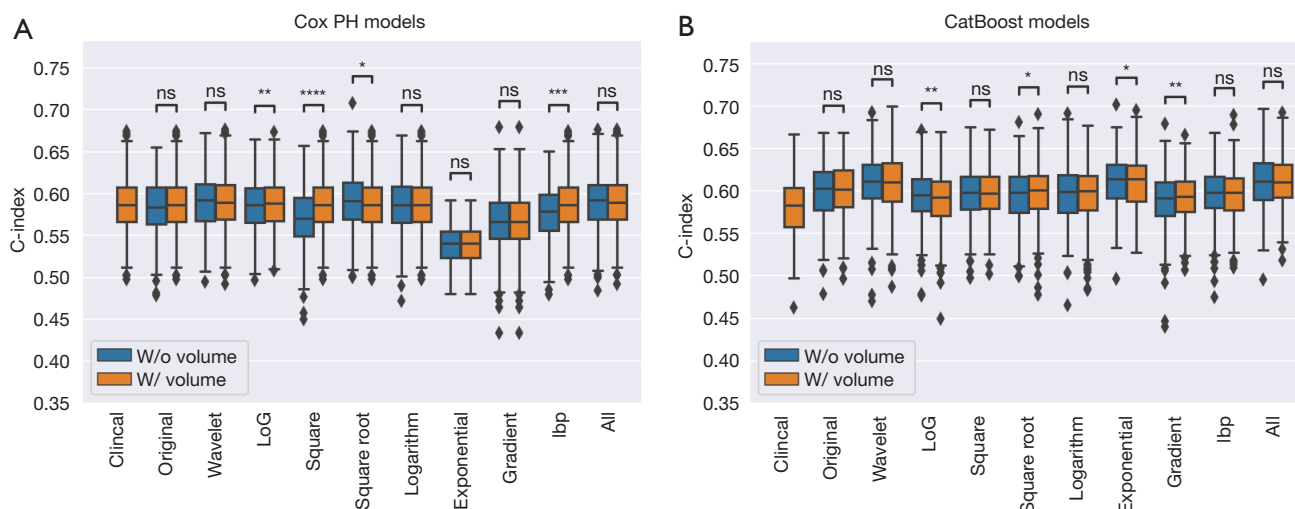 A
Cox PH models
C-index
0.75
0.70
0.65
0.60
0.55
0.50
0.45
0.40
0.35
ns
ns
**
****
*
ns
ns
ns
***
ns
W/o volume
W/ volume
Clincal
Original
Wavelet
LoG
Square
Square root
Logarithm
Exponential
Gradient
lbp
All
B
CatBoost models
C-index
0.75
0.70
0.65
0.60
0.55
0.50
0.45
0.40
0.35
ns
ns
**
ns
*
ns
*
**
ns
ns
W/o volume
W/ volume
Clincal
Original
Wavelet
LoG
Square
Square root
Logarithm
Exponential
Gradient
lbp
All